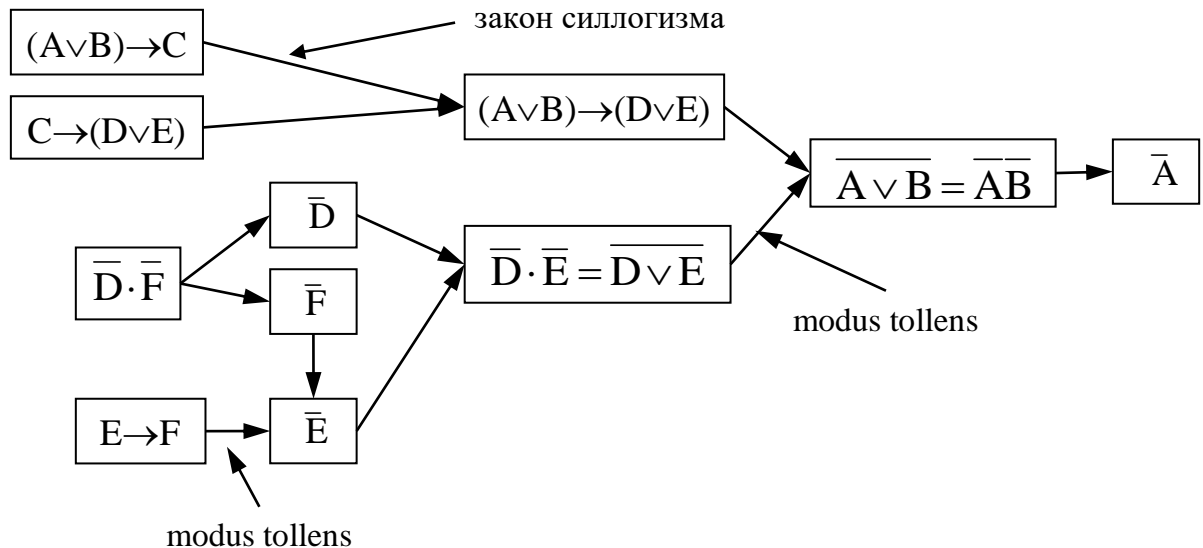 закон силлогизма
(A∨B)→C
C→(D∨E)
(A∨B)→(D∨E)
A̅ ̅∨̅ ̅B̅ = A̅B̅
A̅
D̅
D̅·F̅
F̅
D̅·E̅ = D̅ ̅∨̅ ̅E̅
modus tollens
E→F
E̅
modus tollens